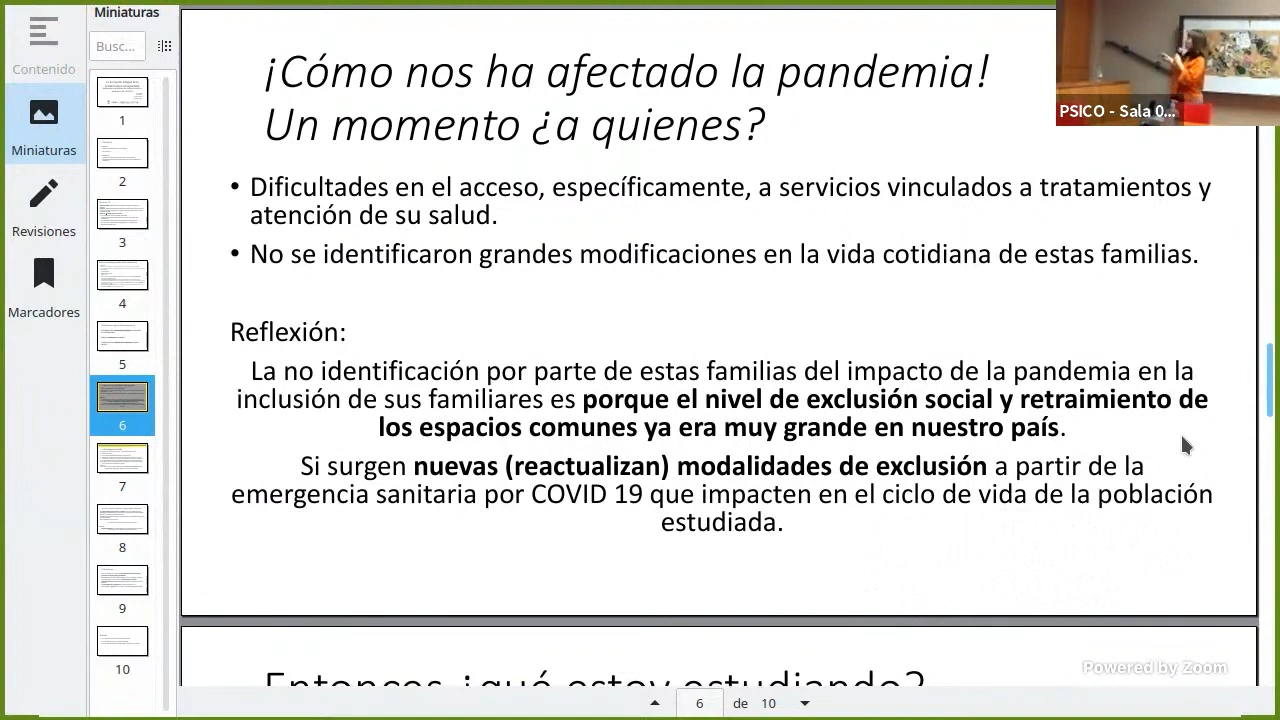 Miniaturas
Busc...
Contenido
Miniaturas
Revisiones
Marcadores
1
2
3
4
5
6
7
8
9
10
¡Cómo nos ha afectado la pandemia!
Un momento ¿a quienes?
• Dificultades en el acceso, específicamente, a servicios vinculados a tratamientos y
atención de su salud.
• No se identificaron grandes modificaciones en la vida cotidiana de estas familias.
Reflexión:
La no identificación por parte de estas familias del impacto de la pandemia en la
inclusión de sus familiares es porque el nivel de exclusión social y retraimiento de
los espacios comunes ya era muy grande en nuestro país.
Si surgen nuevas (reactualizan) modalidades de exclusión a partir de la
emergencia sanitaria por COVID 19 que impacten en el ciclo de vida de la población
estudiada.
Entonces ¿qué estoy estudiando?
PSICO - Sala 0...
Powered by Zoom
6 de 10